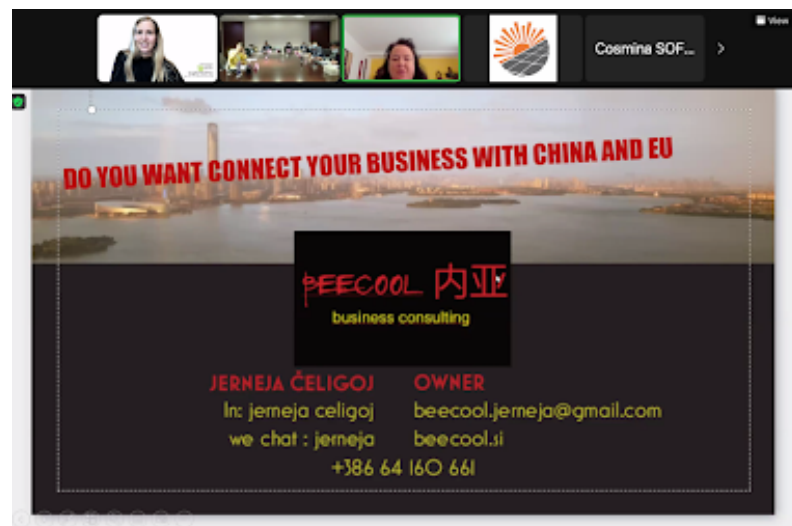 View
Cosmina SOF...
DO YOU WANT CONNECT YOUR BUSINESS WITH CHINA AND EU
BEECOOL 内亚
business consulting
JERNEJA ČELIGOJ OWNER
In: jerneja celigoj beecool.jerneja@gmail.com
we chat : jerneja beecool.si
+386 64 160 661